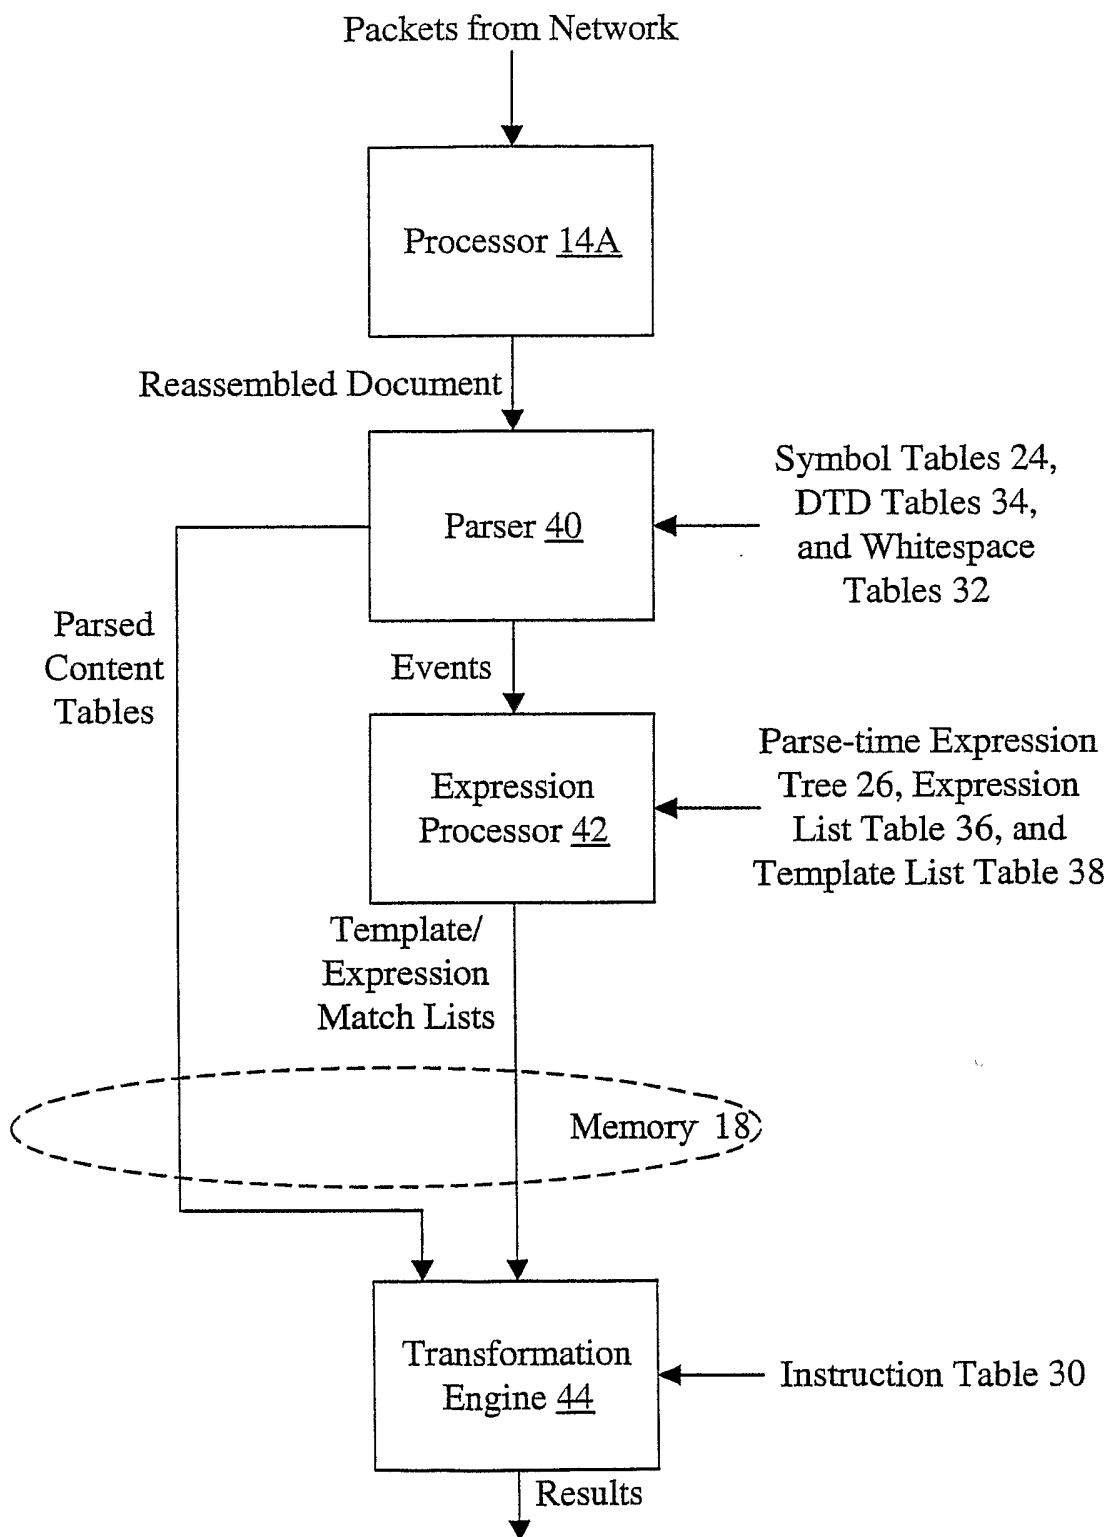 Packets from Network
Processor 14A
Reassembled Document
Symbol Tables 24,
DTD Tables 34,
and Whitespace
Tables 32
Parser 40
Parsed
Content
Tables
Events
Parse-time Expression
Tree 26, Expression
List Table 36, and
Template List Table 38
Expression
Processor 42
Template/
Expression
Match Lists
Memory 18
Transformation
Engine 44
Instruction Table 30
Results